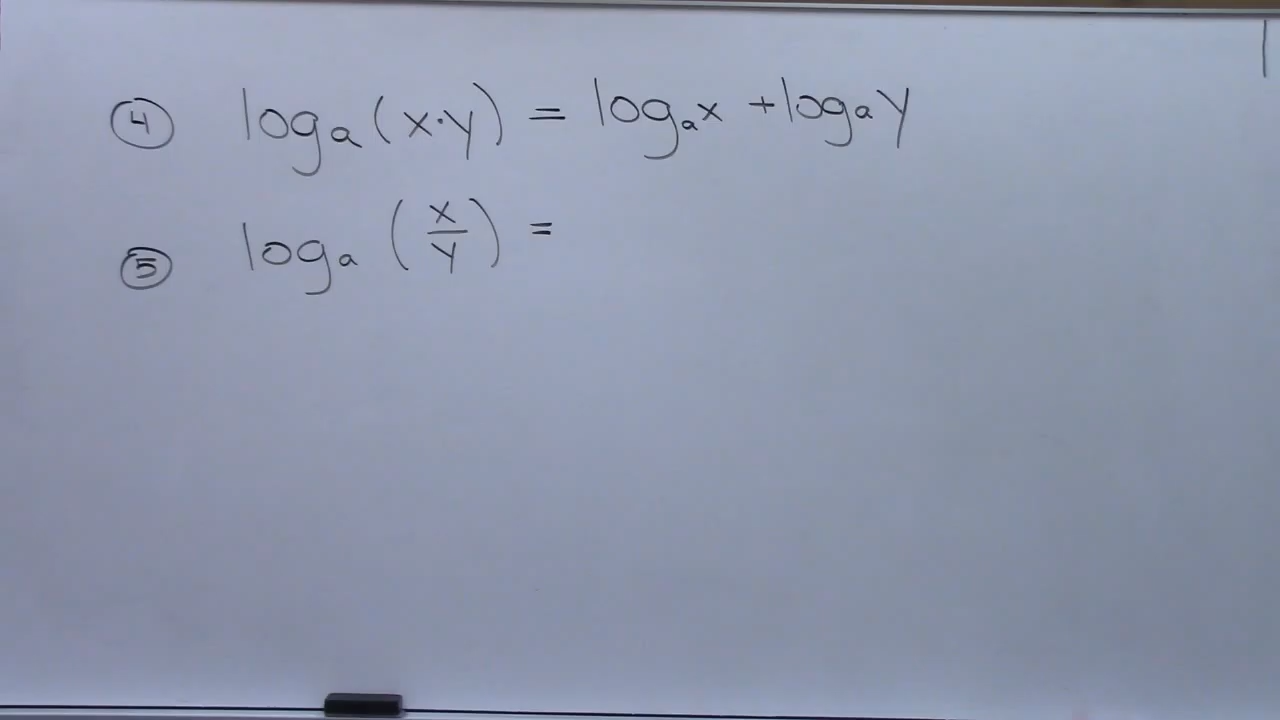 ④ logₐ(x·y) = logₐx + logₐy
⑤ logₐ(x/y) =